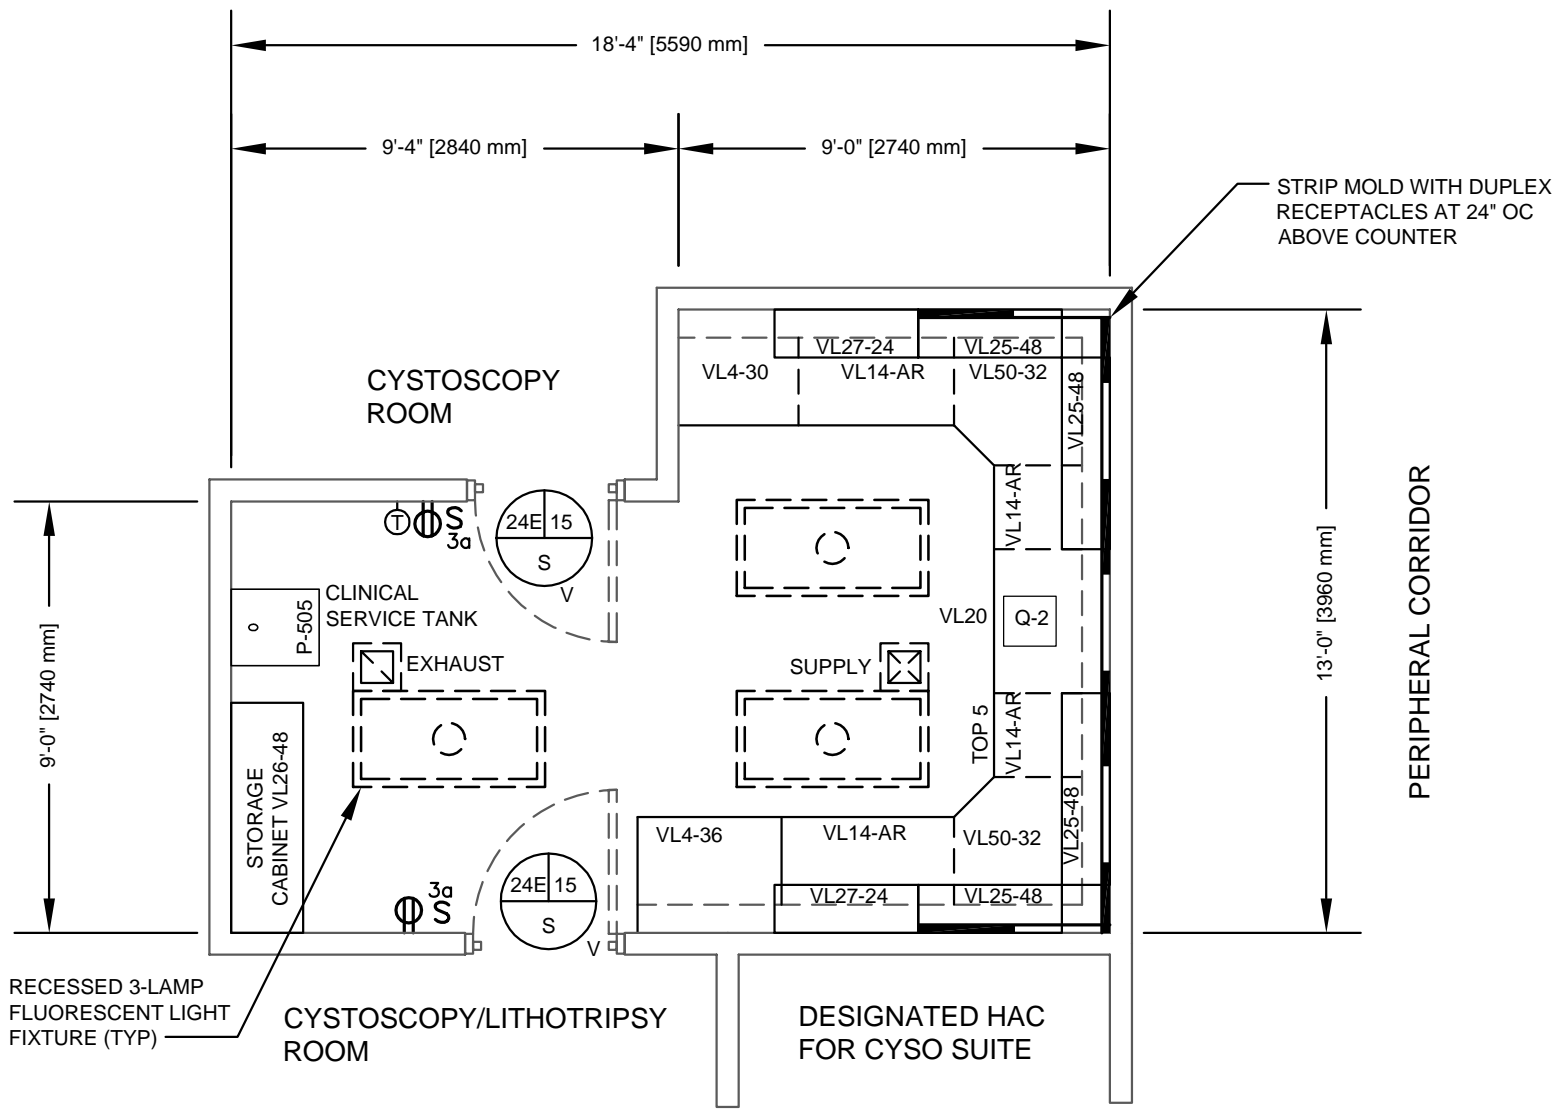 18'-4" [5590 mm]
9'-4" [2840 mm]
9'-0" [2740 mm]
STRIP MOLD WITH DUPLEX
RECEPTACLES AT 24" OC
ABOVE COUNTER
CYSTOSCOPY
ROOM
VL27-24
VL25-48
VL4-30
VL14-AR
VL50-32
VL25-48
VL14-AR
T
S
3a
24E
15
S
V
CLINICAL
SERVICE TANK
P-505
EXHAUST
SUPPLY
VL20
Q-2
9'-0" [2740 mm]
13'-0" [3960 mm]
PERIPHERAL CORRIDOR
STORAGE
CABINET VL26-48
TOP 5
VL14-AR
VL4-36
VL14-AR
VL50-32
VL25-48
VL27-24
VL25-48
3a
S
24E
15
S
V
RECESSED 3-LAMP
FLUORESCENT LIGHT
FIXTURE (TYP)
CYSTOSCOPY/LITHOTRIPSY
ROOM
DESIGNATED HAC
FOR CYSO SUITE